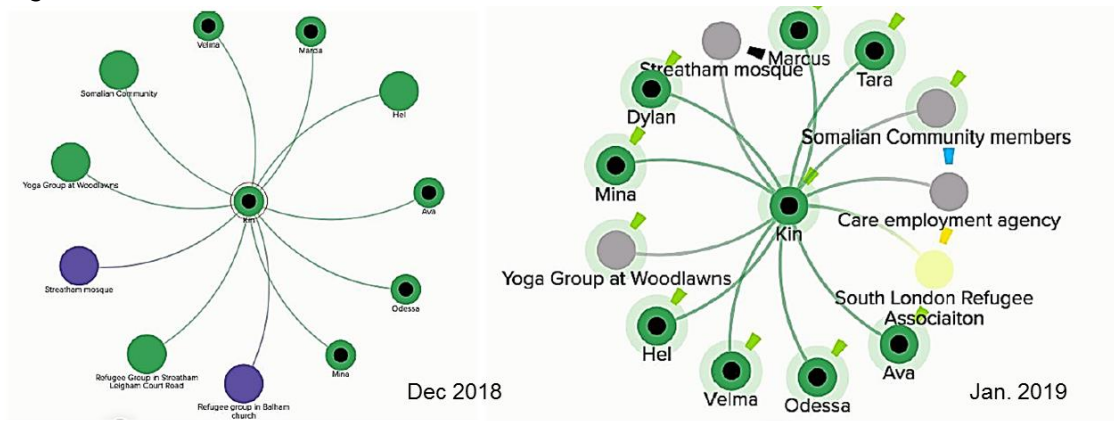 Velma
Marcia
Somalian Community
Hel
Yoga Group at Woodlawns
Ava
Kin
Streatham mosque
Odessa
Mina
Refugee Group in Streatham
Leigham Court Road
Refugee group in Balham
church
Dec 2018
Marcus
Streatham mosque
Tara
Dylan
Somalian Community members
Mina
Care employment agency
Kin
Yoga Group at Woodlawns
South London Refugee
Associaiton
Hel
Ava
Velma
Odessa
Jan. 2019